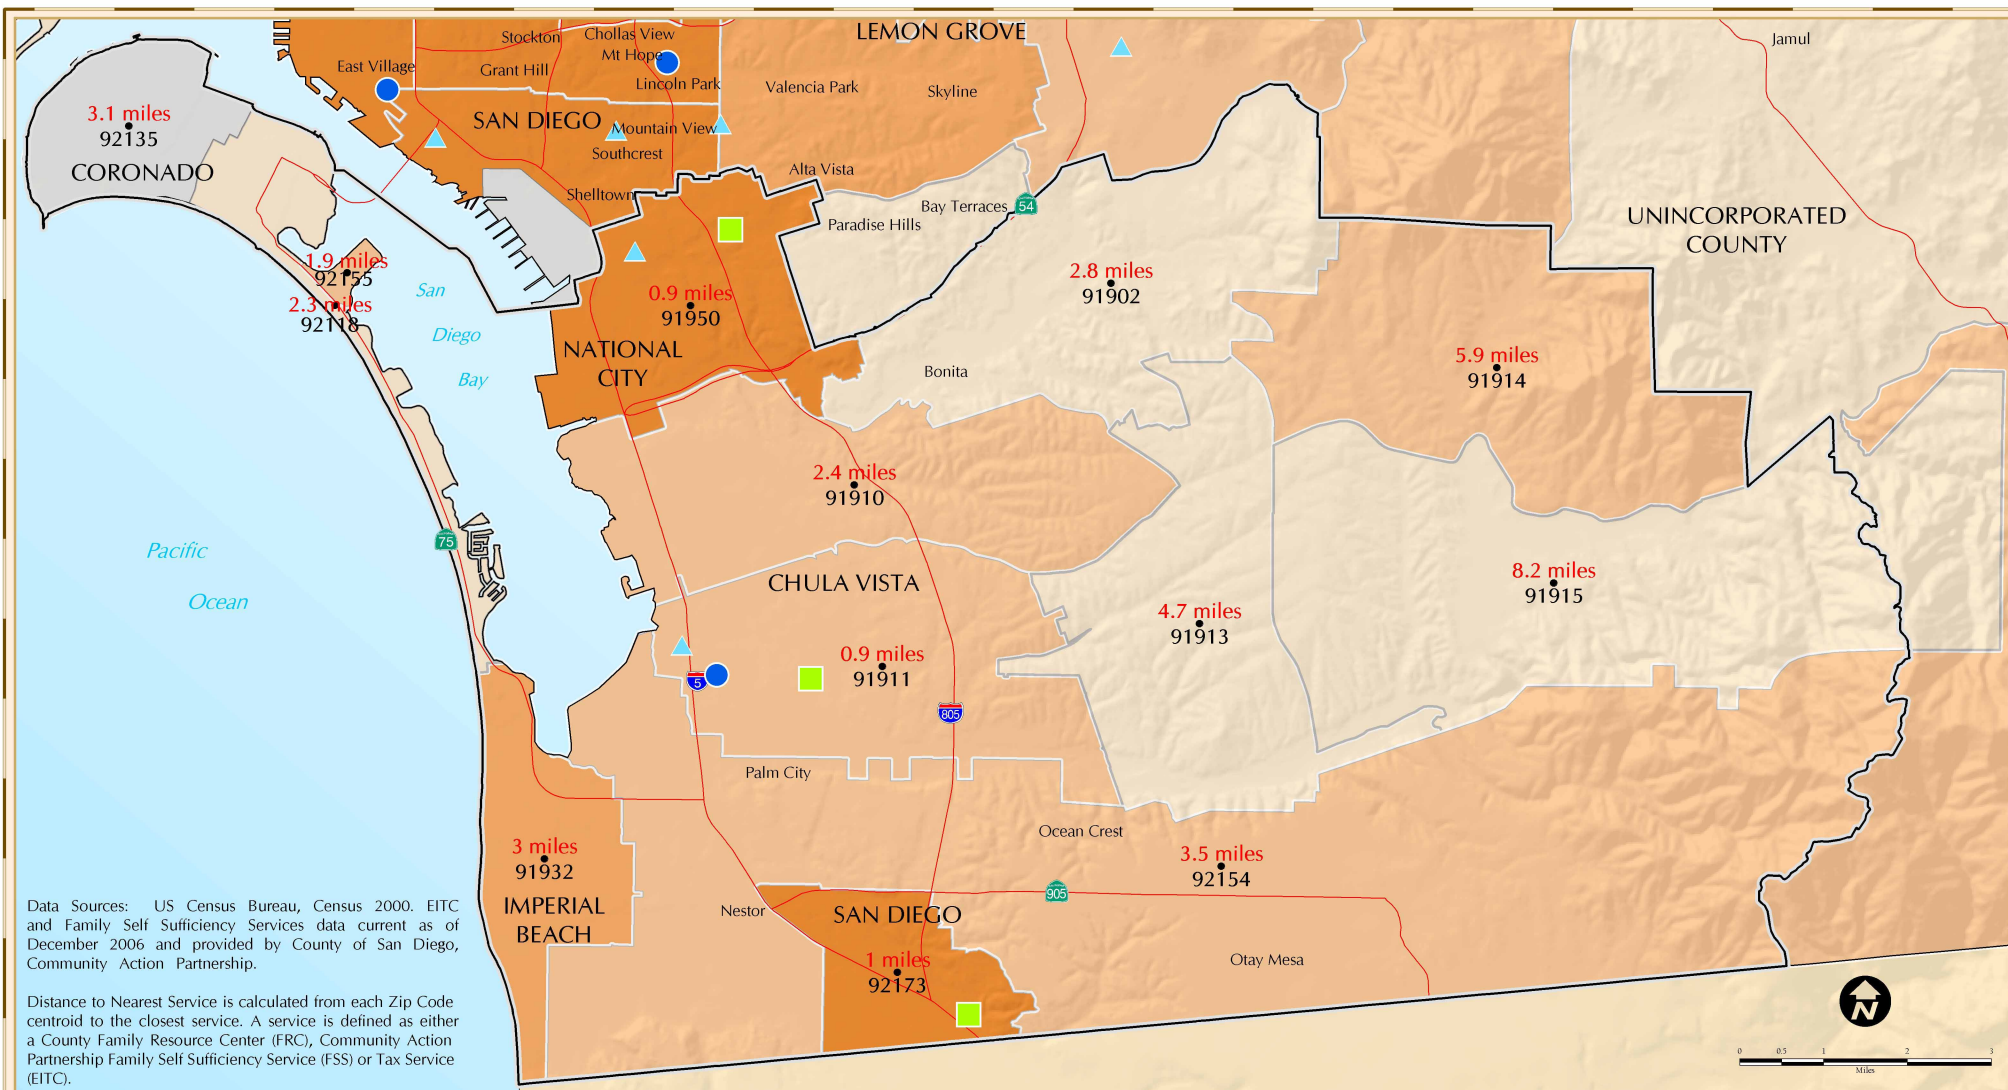 LEMON GROVE
Jamul
Stockton
Chollas View
Mt Hope
East Village
Grant Hill
Lincoln Park
Valencia Park
Skyline
3.1 miles
92135
CORONADO
SAN DIEGO
Mountain View
Southcrest
Alta Vista
Shelltown
Bay Terraces
54
Paradise Hills
UNINCORPORATED
COUNTY
1.9 miles
92155
2.3 miles
92118
San
Diego
Bay
0.9 miles
91950
NATIONAL
CITY
2.8 miles
91902
Bonita
5.9 miles
91914
2.4 miles
91910
75
Pacific
Ocean
CHULA VISTA
8.2 miles
91915
4.7 miles
91913
0.9 miles
91911
5
805
Palm City
Ocean Crest
3 miles
91932
IMPERIAL
BEACH
3.5 miles
92154
905
Nestor
SAN DIEGO
1 miles
92173
Otay Mesa
Data Sources: US Census Bureau, Census 2000. EITC
and Family Self Sufficiency Services data current as of
December 2006 and provided by County of San Diego,
Community Action Partnership.
Distance to Nearest Service is calculated from each Zip Code
centroid to the closest service. A service is defined as either
a County Family Resource Center (FRC), Community Action
Partnership Family Self Sufficiency Service (FSS) or Tax Service
(EITC).
N
0 0.5 1 2 3
Miles